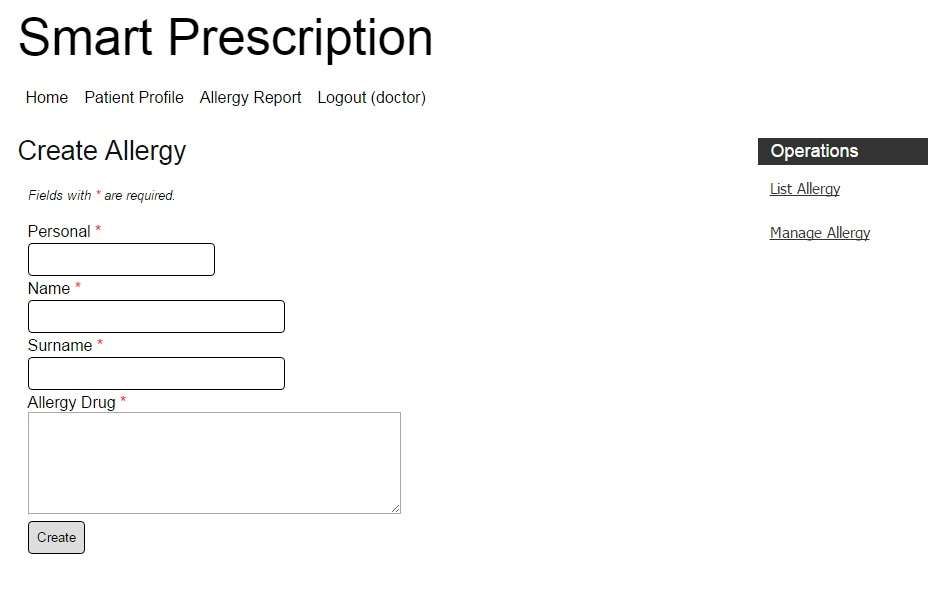 Smart Prescription
Home Patient Profile Allergy Report Logout (doctor)
Create Allergy
Fields with * are required.
Personal *
Name *
Surname *
Allergy Drug *
Create
Operations
List Allergy
Manage Allergy